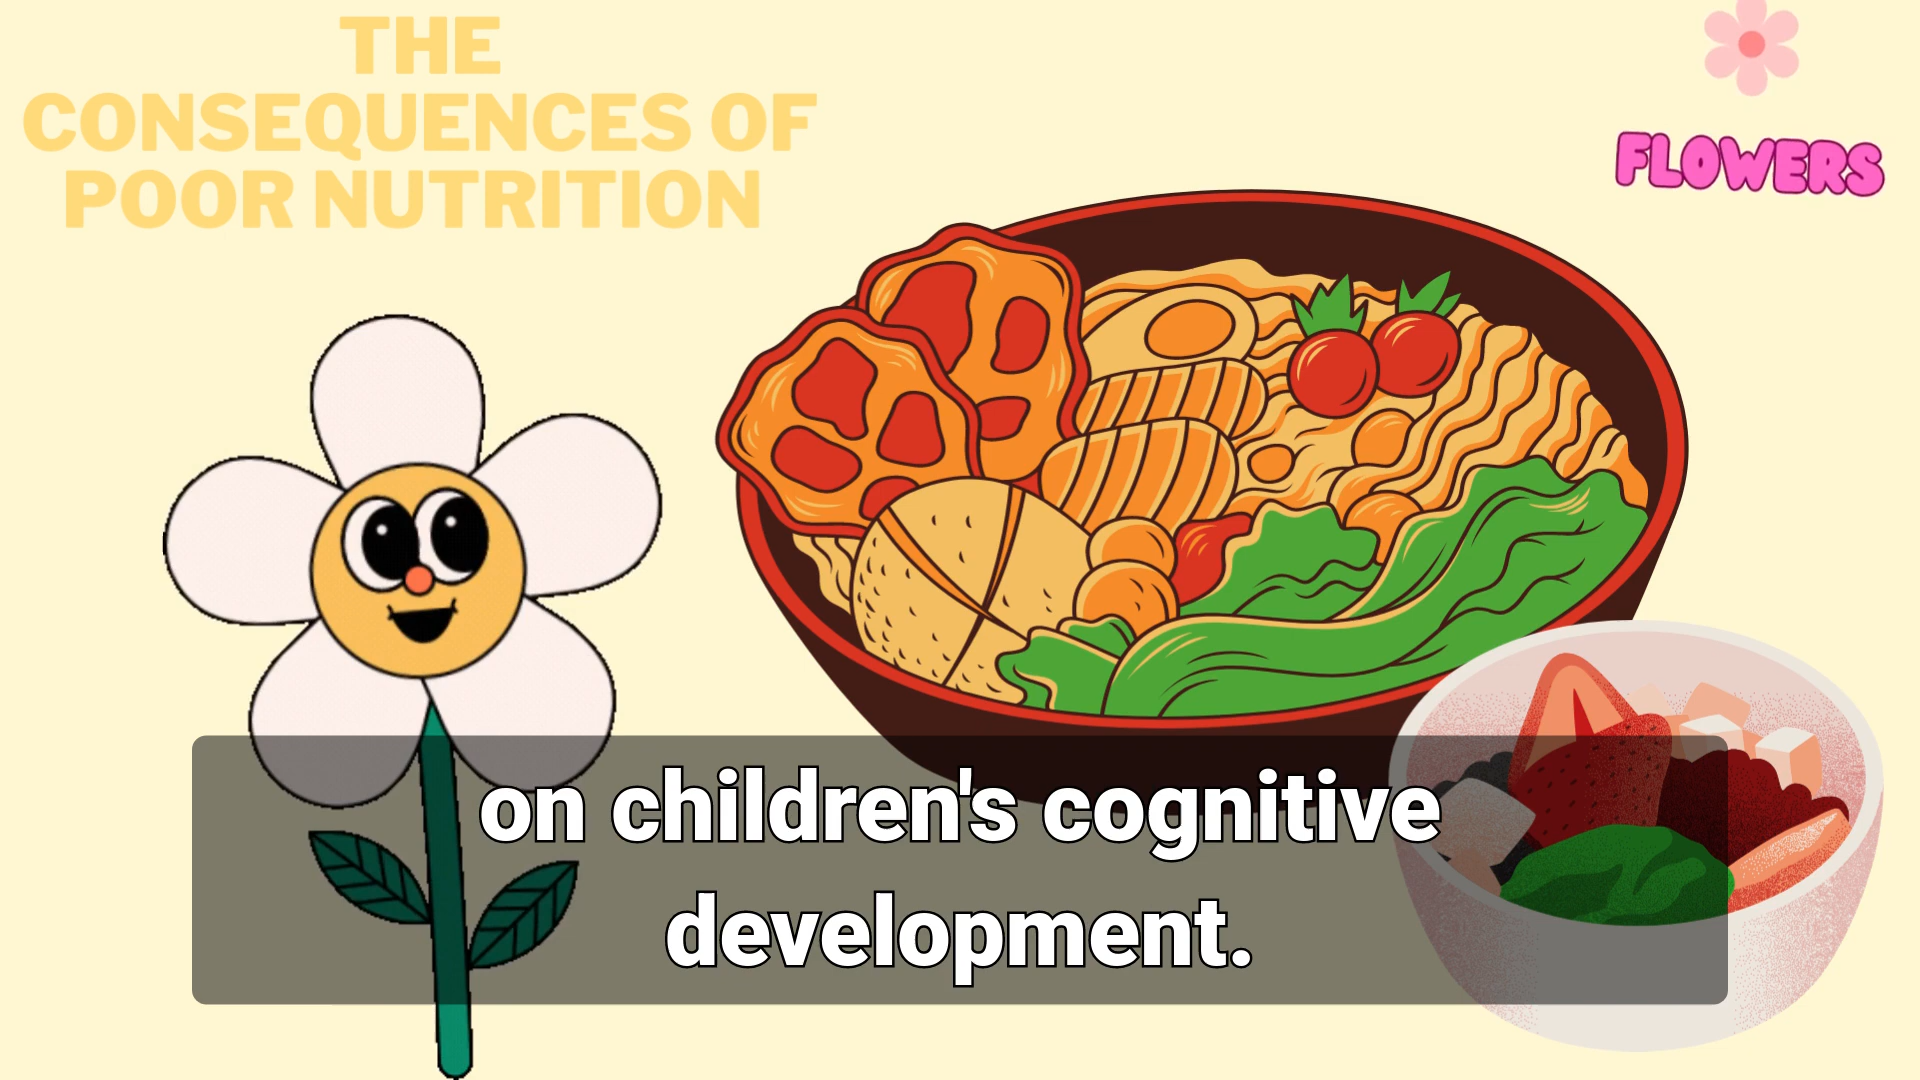 THE
CONSEQUENCES OF
POOR NUTRITION
FLOWERS
on children's cognitive
development.